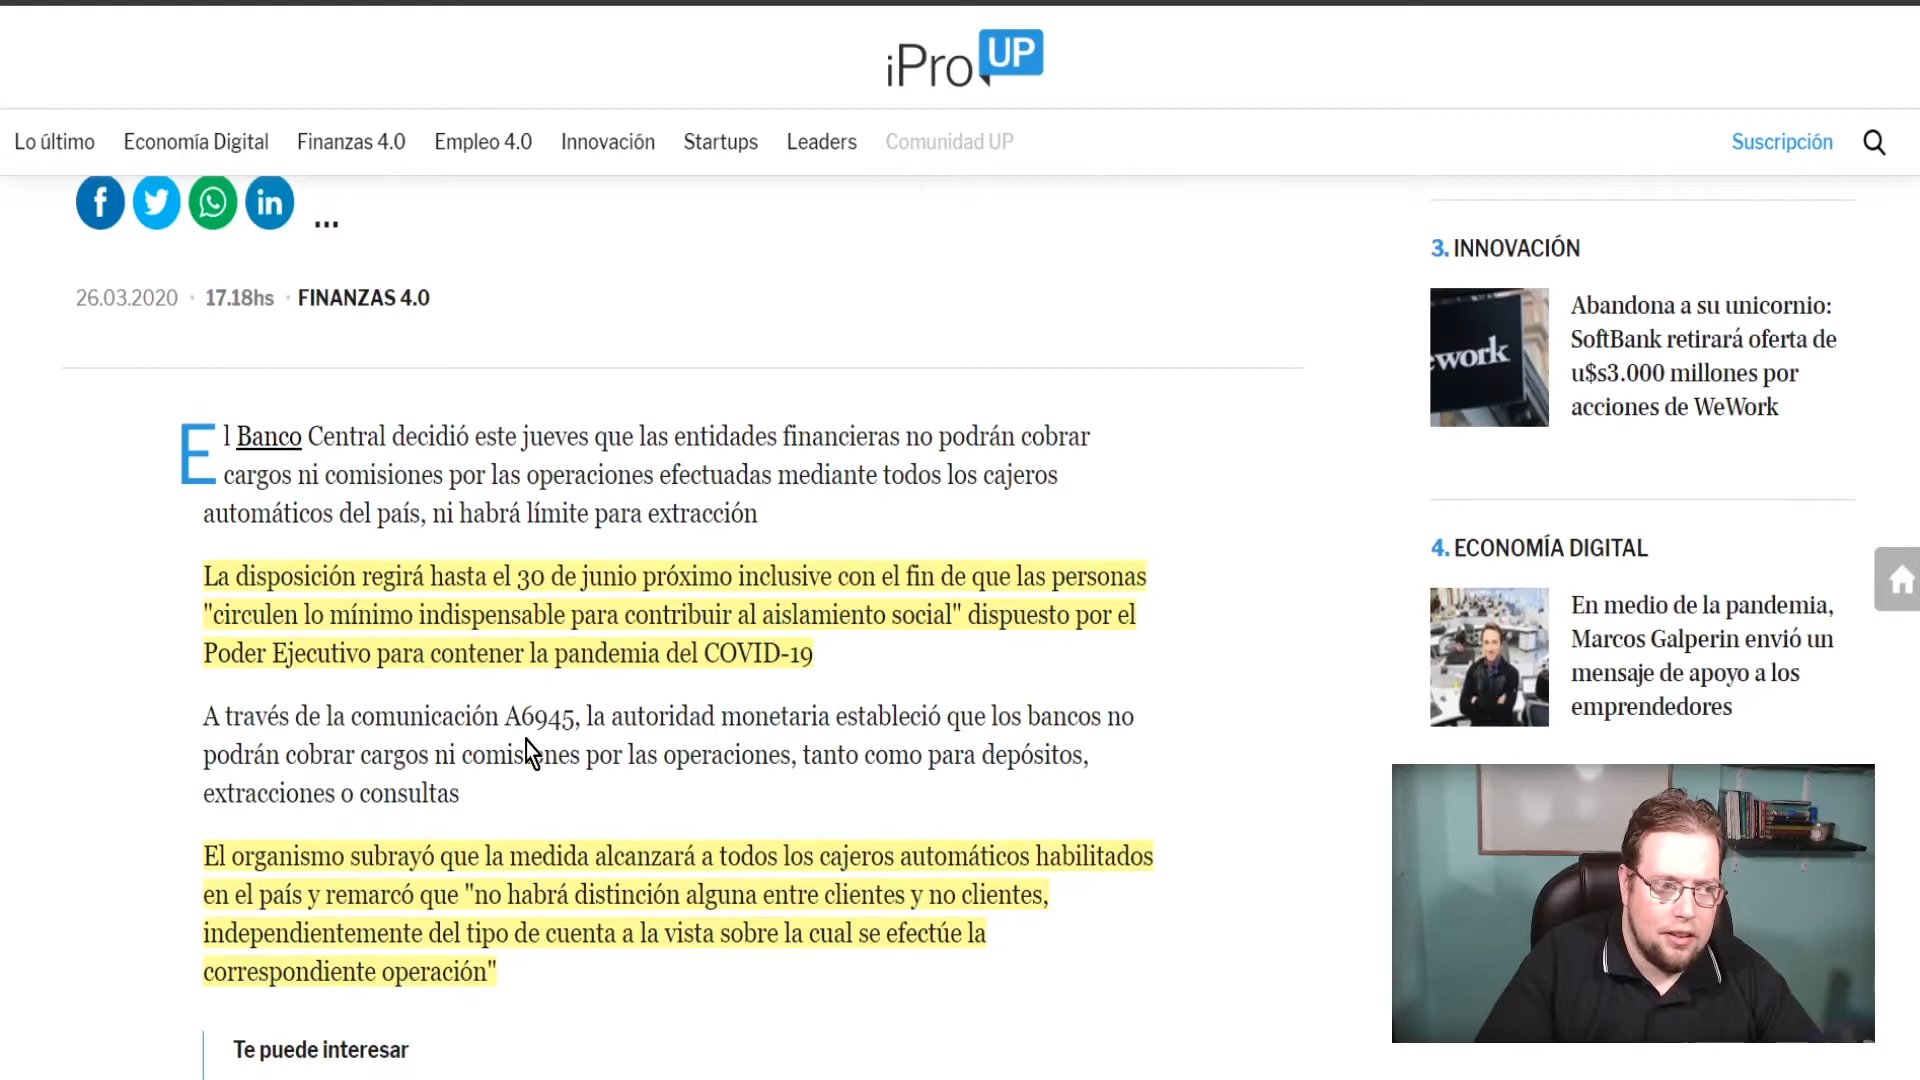 iPro UP
Lo último Economía Digital Finanzas 4.0 Empleo 4.0 Innovación Startups Leaders Comunidad UP Suscripción
...
26.03.2020 · 17.18hs · FINANZAS 4.0
El Banco Central decidió este jueves que las entidades financieras no podrán cobrar
cargos ni comisiones por las operaciones efectuadas mediante todos los cajeros
automáticos del país, ni habrá límite para extracción
La disposición regirá hasta el 30 de junio próximo inclusive con el fin de que las personas
"circulen lo mínimo indispensable para contribuir al aislamiento social" dispuesto por el
Poder Ejecutivo para contener la pandemia del COVID-19
A través de la comunicación A6945, la autoridad monetaria estableció que los bancos no
podrán cobrar cargos ni comisiones por las operaciones, tanto como para depósitos,
extracciones o consultas
El organismo subrayó que la medida alcanzará a todos los cajeros automáticos habilitados
en el país y remarcó que "no habrá distinción alguna entre clientes y no clientes,
independientemente del tipo de cuenta a la vista sobre la cual se efectúe la
correspondiente operación"
Te puede interesar
3. INNOVACIÓN
ework
Abandona a su unicornio:
SoftBank retirará oferta de
u$s3.000 millones por
acciones de WeWork
4. ECONOMÍA DIGITAL
En medio de la pandemia,
Marcos Galperin envió un
mensaje de apoyo a los
emprendedores